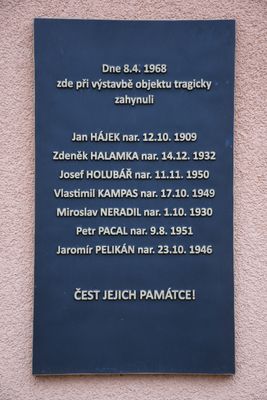 Dne 8.4. 1968
zde při výstavbě objektu tragicky
zahynuli
Jan HÁJEK nar. 12.10. 1909
Zdeněk HALAMKA nar. 14.12. 1932
Josef HOLUBÁŘ nar. 11.11. 1950
Vlastimil KAMPAS nar. 17.10. 1949
Miroslav NERADIL nar. 1.10. 1930
Petr PACAL nar. 9.8. 1951
Jaromír PELIKÁN nar. 23.10. 1946
ČEST JEJICH PAMÁTCE!